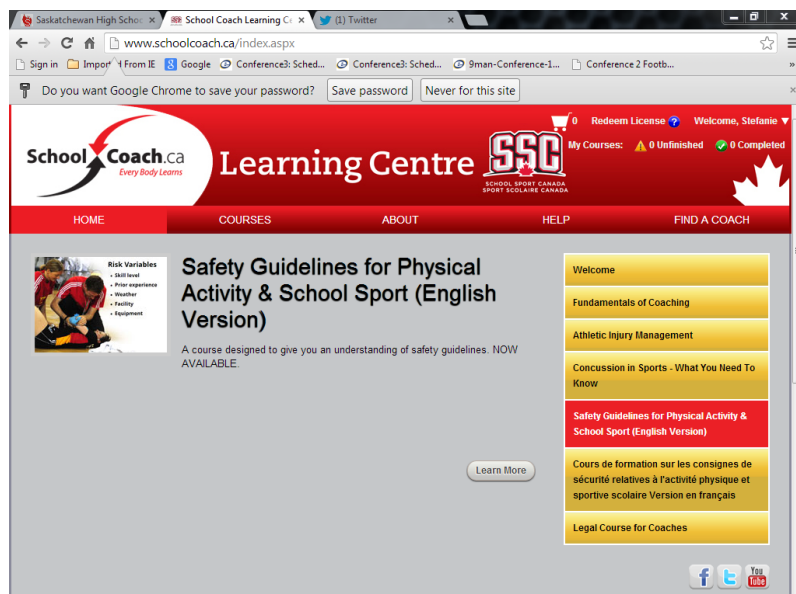 Saskatchewan High Schoo
School Coach Learning Ce
(1) Twitter
www.schoolcoach.ca/index.aspx
Sign in
Google
Conference3: Sched...
Conference3: Sched...
9man-Conference-1...
Conference 2 Footb...
»
Do you want Google Chrome to save your password?
Save password
Never for this site
School Coach.ca
Every Body Learns
Learning Centre
SSC
SCHOOL SPORT CANADA
SPORT SCOLAIRE CANADA
0 Redeem License ? Welcome, Stefanie
My Courses: 0 Unfinished 0 Completed
HOME COURSES ABOUT HELP FIND A COACH
Risk Variables
• Skill level
• Prior experience
• Weather
• Facility
• Equipment
Safety Guidelines for Physical
Activity & School Sport (English
Version)
A course designed to give you an understanding of safety guidelines. NOW
AVAILABLE.
Learn More
Welcome
Fundamentals of Coaching
Athletic Injury Management
Concussion in Sports - What You Need To
Know
Safety Guidelines for Physical Activity &
School Sport (English Version)
Cours de formation sur les consignes de
sécurité relatives à l'activité physique et
sportive scolaire Version en français
Legal Course for Coaches
f
t
You
Tube